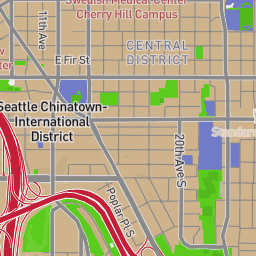 Swedish Medical Center
Cherry Hill Campus
11th Ave
CENTRAL
DISTRICT
E Fir St
Seattle Chinatown-
International
District
20th Ave S
Poplar Pl S